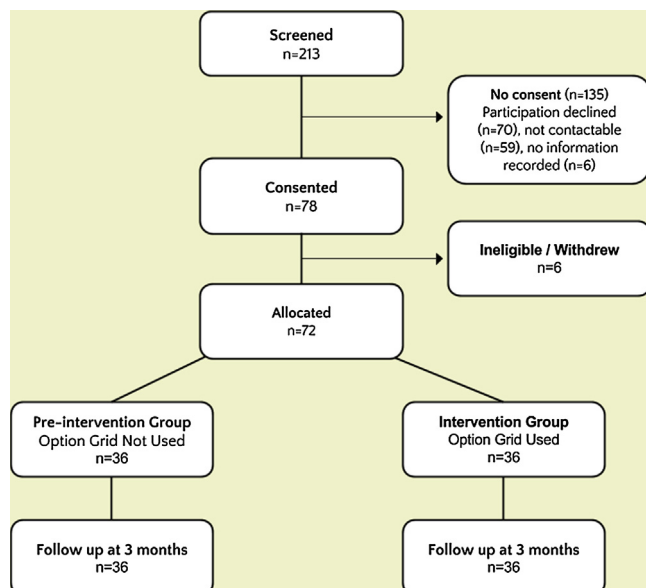 Screened
n=213
No consent (n=135)
Participation declined
(n=70), not contactable
(n=59), no information
recorded (n=6)
Consented
n=78
Ineligible / Withdrew
n=6
Allocated
n=72
Pre-intervention Group
Option Grid Not Used
n=36
Intervention Group
Option Grid Used
n=36
Follow up at 3 months
n=36
Follow up at 3 months
n=36